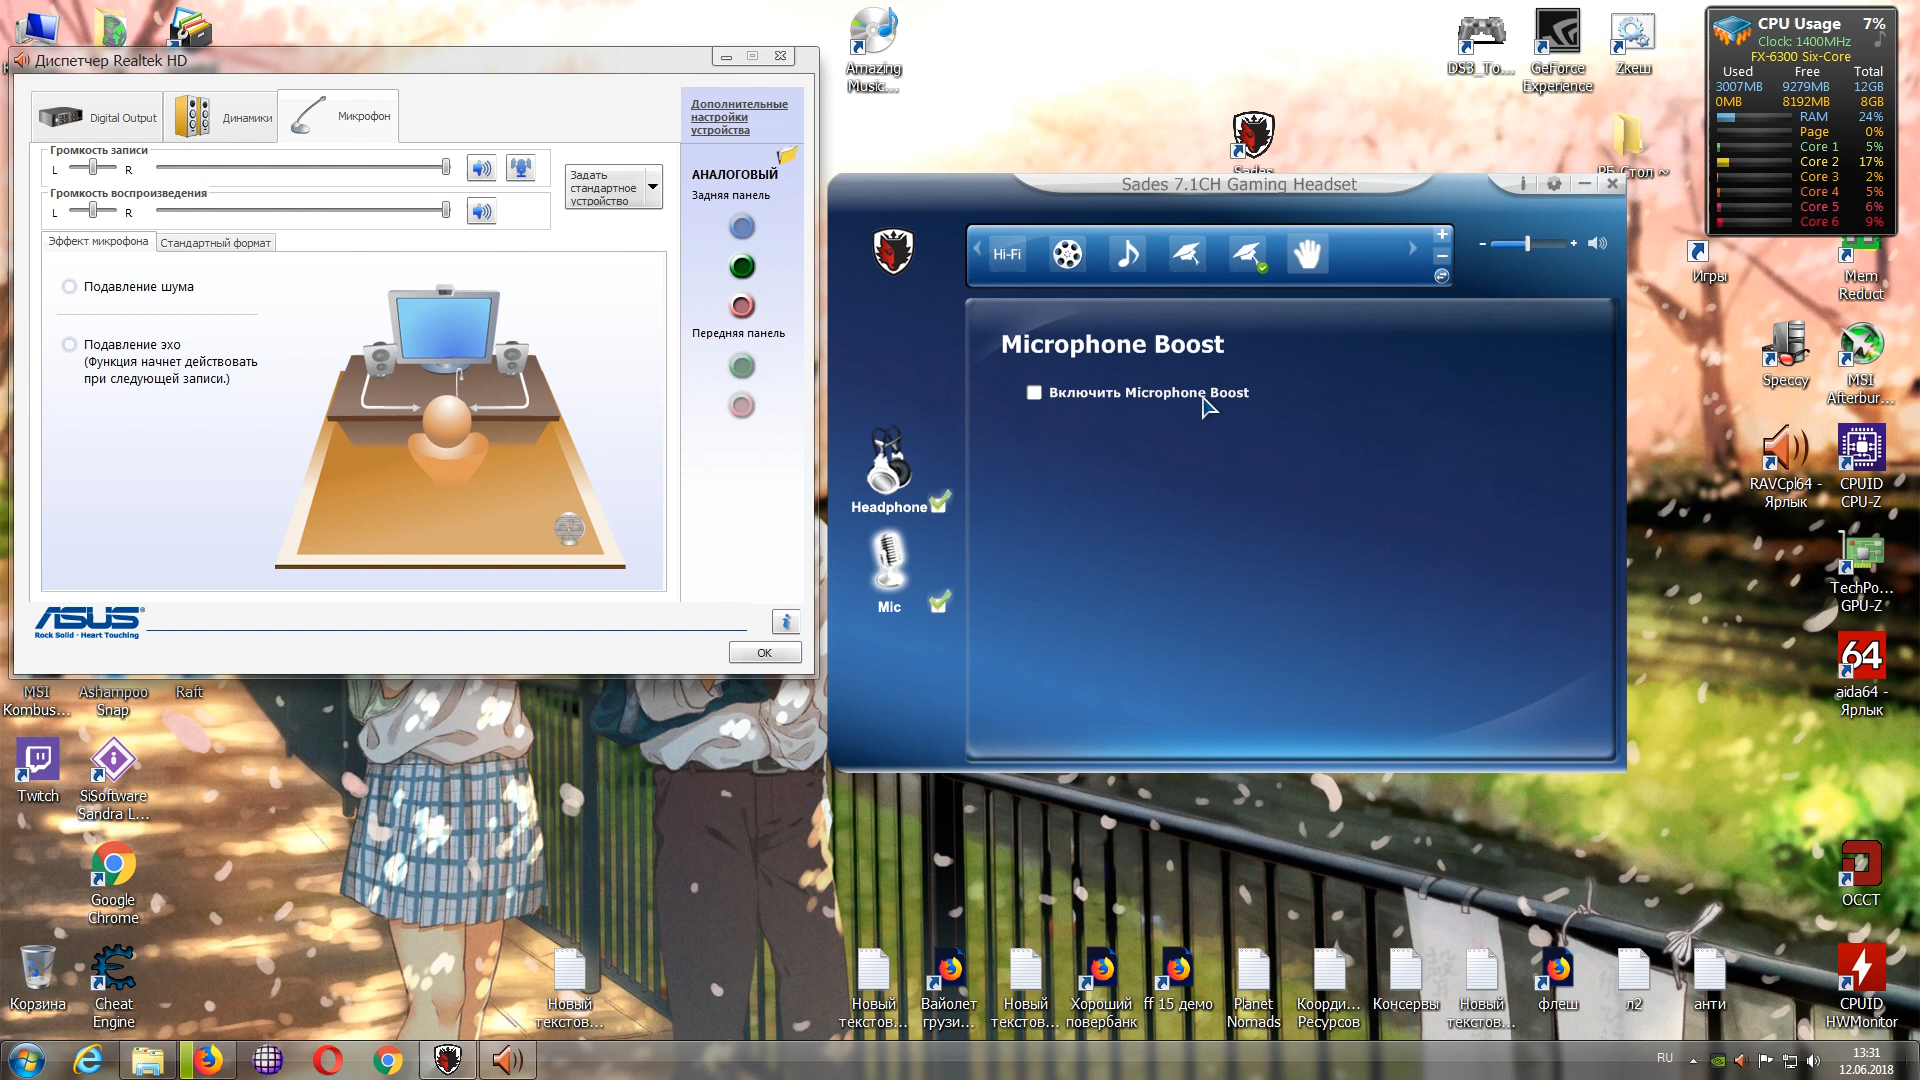 Диспетчер Realtek HD
Digital Output
Динамики
Микрофон
Громкость записи
L
R
Громкость воспроизведения
L
R
Задать
стандартное
устройство
Эффект микрофона
Стандартный формат
Подавление шума
Подавление эхо
(Функция начнет действовать
при следующей записи.)
Дополнительные
настройки
устройства
АНАЛОГОВЫЙ
Задняя панель
Передняя панель
ASUS
Rock Solid · Heart Touching
OK
Amazing
Music...
Sades
Sades 7.1CH Gaming Headset
Hi-Fi
Microphone Boost
Включить Microphone Boost
Headphone
Mic
DS3_To...
GeForce
Experience
Zкеш
РБ Стол ~
CPU Usage 7%
Clock: 1400MHz
FX-6300 Six-Core
Used Free Total
3007MB 9279MB 12GB
0MB 8192MB 8GB
RAM 24%
Page 0%
Core 1 5%
Core 2 17%
Core 3 2%
Core 4 5%
Core 5 6%
Core 6 9%
Игры
Mem
Reduct
Speccy
MSI
Afterbur...
RAVCpl64 -
Ярлык
CPUID
CPU-Z
TechPo...
GPU-Z
64
aida64 -
Ярлык
OCCT
CPUID
HWMonitor
MSI
Kombus...
Ashampoo
Snap
Raft
Twitch
SiSoftware
Sandra L...
Google
Chrome
Корзина
Cheat
Engine
Новый
текстов...
Новый
текстов...
Вайолет
грузи...
Новый
текстов...
Хороший
повербанк
ff 15 демо
Planet
Nomads
Коорди...
Ресурсов
Консервы
Новый
текстов...
флеш
л2
анти
RU
13:31
12.06.2018